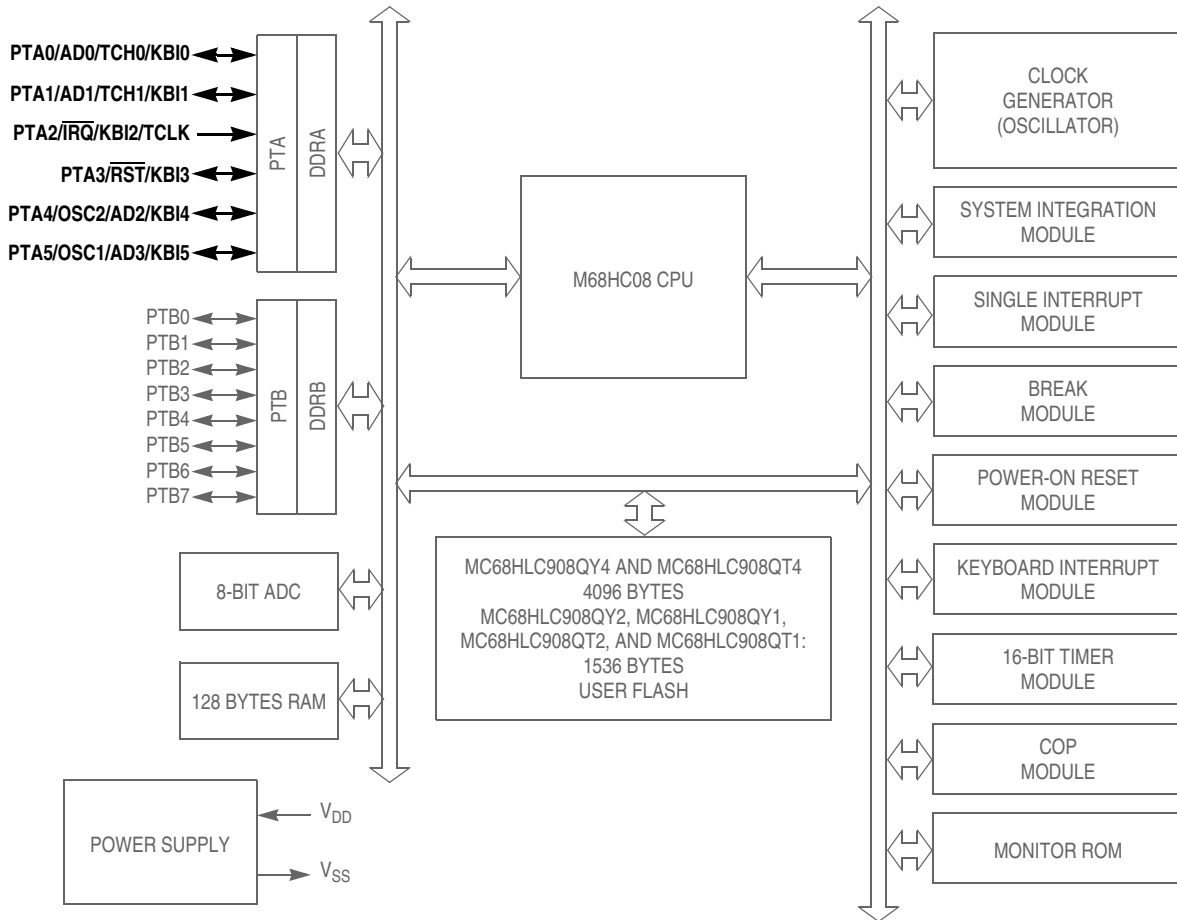 PTA0/AD0/TCH0/KBI0
PTA1/AD1/TCH1/KBI1
PTA2/IRQ/KBI2/TCLK
PTA3/RST/KBI3
PTA4/OSC2/AD2/KBI4
PTA5/OSC1/AD3/KBI5
PTA
DDRA
PTB0
PTB1
PTB2
PTB3
PTB4
PTB5
PTB6
PTB7
PTB
DDRB
8-BIT ADC
128 BYTES RAM
POWER SUPPLY
VDD
VSS
M68HC08 CPU
MC68HLC908QY4 AND MC68HLC908QT4
4096 BYTES
MC68HLC908QY2, MC68HLC908QY1,
MC68HLC908QT2, AND MC68HLC908QT1:
1536 BYTES
USER FLASH
CLOCK
GENERATOR
(OSCILLATOR)
SYSTEM INTEGRATION
MODULE
SINGLE INTERRUPT
MODULE
BREAK
MODULE
POWER-ON RESET
MODULE
KEYBOARD INTERRUPT
MODULE
16-BIT TIMER
MODULE
COP
MODULE
MONITOR ROM